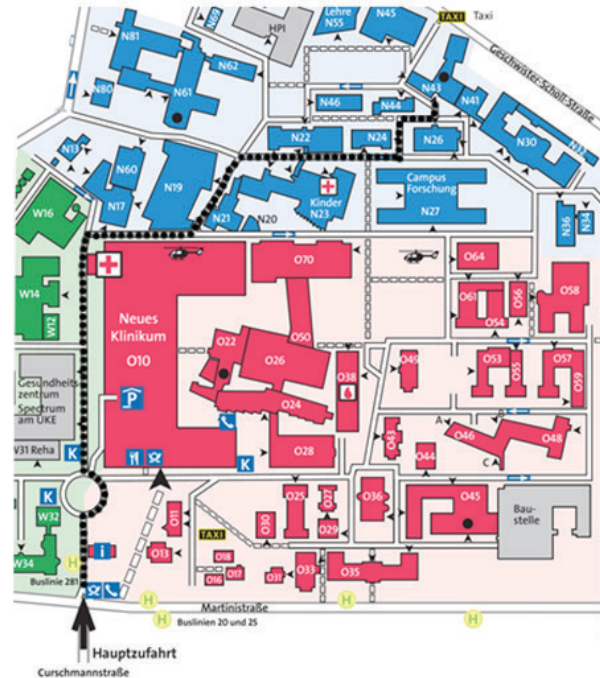 N69
Lehre
N55
N45
TAXI Taxi
N81
HPI
Geschwister-Scholl-Straße
N62
N43
N80
N61
N46
N44
N41
N30
N13
N22
N24
N26
N60
N19
Kinder
N23
Campus
Forschung
N27
W16
N17
N21
N20
N36
N34
O70
O64
W14
Neues
Klinikum
O10
O61
O56
O58
W12
O50
O54
O22
O26
O38
O49
O53
O55
O57
O59
Gesundheits
zentrum
Spectrum
am UKE
P
O24
A
B
O46
O48
O43
C
W31 Reha
K
O28
K
O44
K
O25
O27
O36
O45
Bau-
stelle
W32
O11
TAXI
O30
O29
W34
i
O13
O18
O16
O17
O31
O33
O35
H
Buslinie 281
Martinistraße
H
H
H
H
Buslinien 20 und 25
Hauptzufahrt
Curschmannstraße